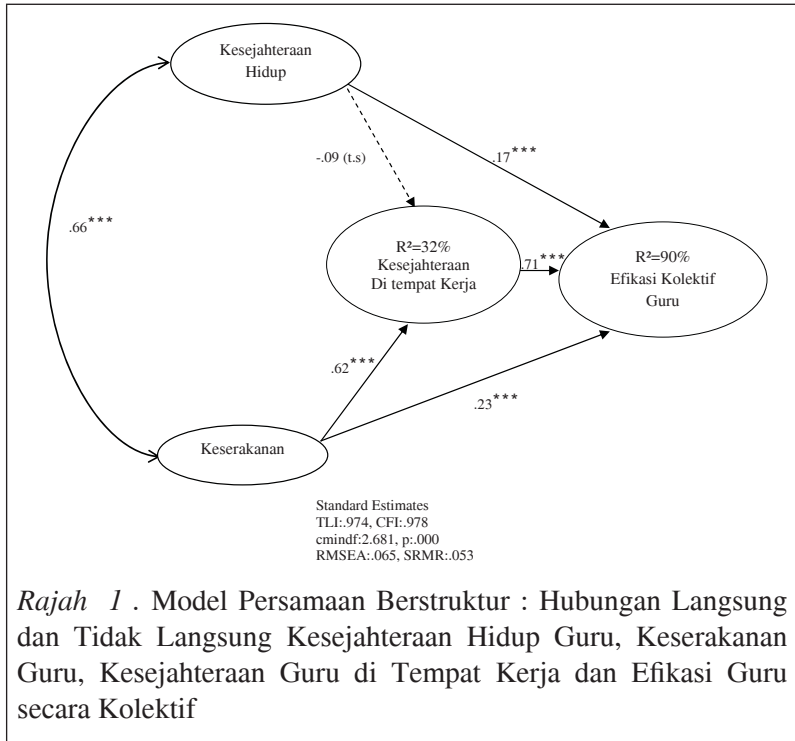 Kesejahteraan
Hidup
-.09 (t.s)
.17***
.66***
R²=32%
Kesejahteraan
Di tempat Kerja
.71***
R²=90%
Efikasi Kolektif
Guru
.62***
.23***
Keserakanan
Standard Estimates
TLI:.974, CFI:.978
cmindf:2.681, p:.000
RMSEA:.065, SRMR:.053
Rajah 1 . Model Persamaan Berstruktur : Hubungan Langsung
dan Tidak Langsung Kesejahteraan Hidup Guru, Keserakanan
Guru, Kesejahteraan Guru di Tempat Kerja dan Efikasi Guru
secara Kolektif